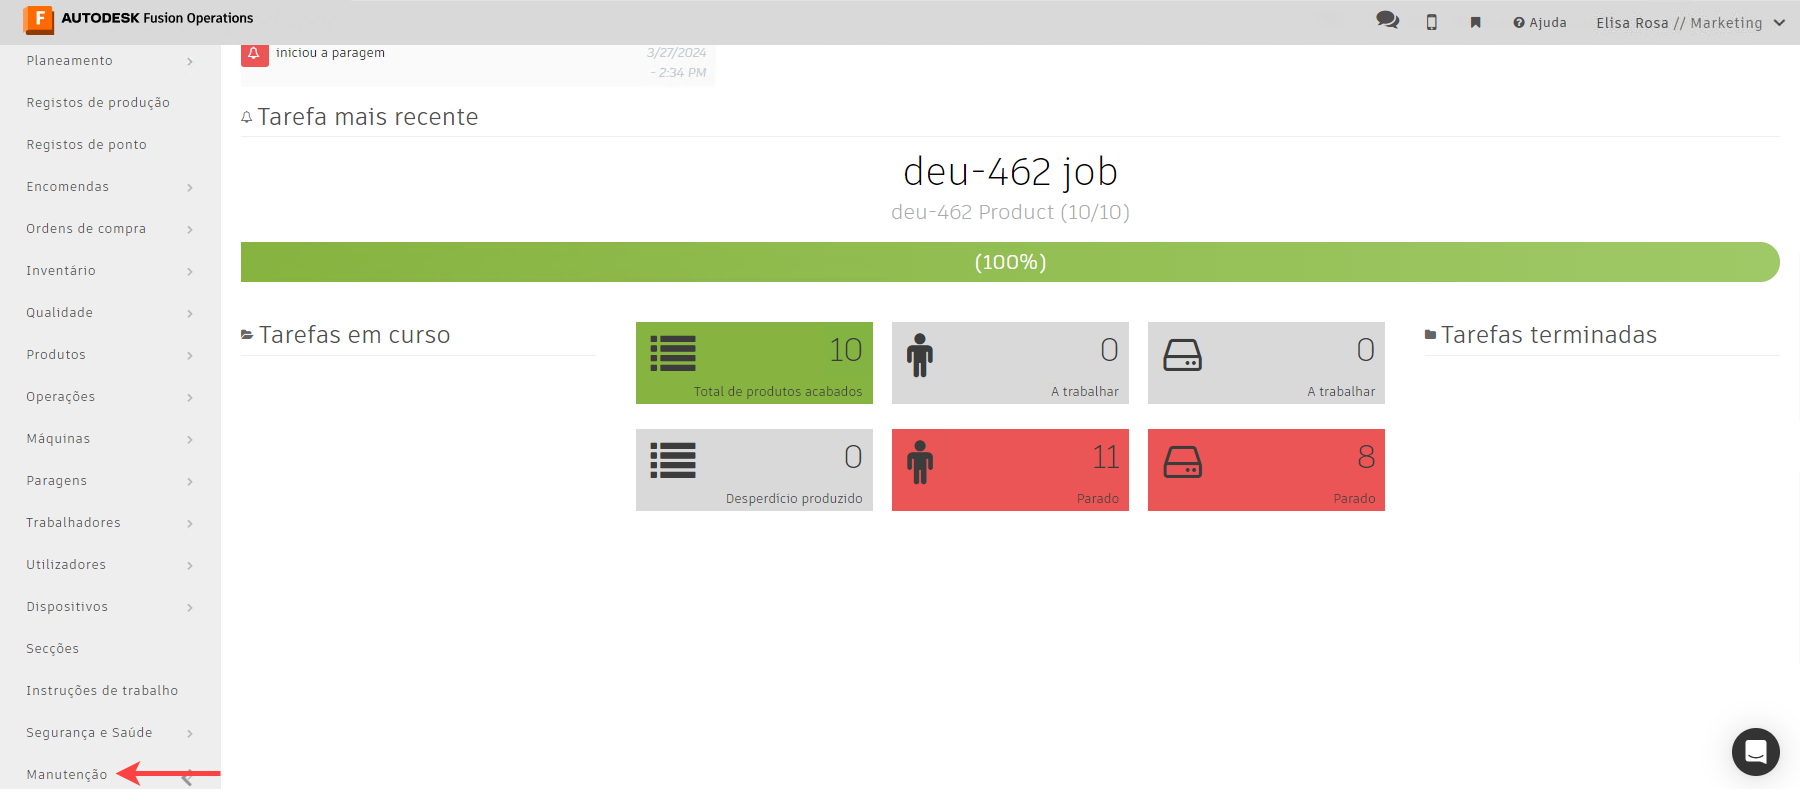 F AUTODESK Fusion Operations
Ajuda
Elisa Rosa // Marketing
Planeamento
Registos de produção
Registos de ponto
Encomendas
Ordens de compra
Inventário
Qualidade
Produtos
Operações
Máquinas
Paragens
Trabalhadores
Utilizadores
Dispositivos
Secções
Instruções de trabalho
Segurança e Saúde
Manutenção
iniciou a paragem
3/27/2024
- 2:34 PM
Tarefa mais recente
deu-462 job
deu-462 Product (10/10)
(100%)
Tarefas em curso
10
Total de produtos acabados
0
A trabalhar
0
A trabalhar
0
Desperdício produzido
11
Parado
8
Parado
Tarefas terminadas